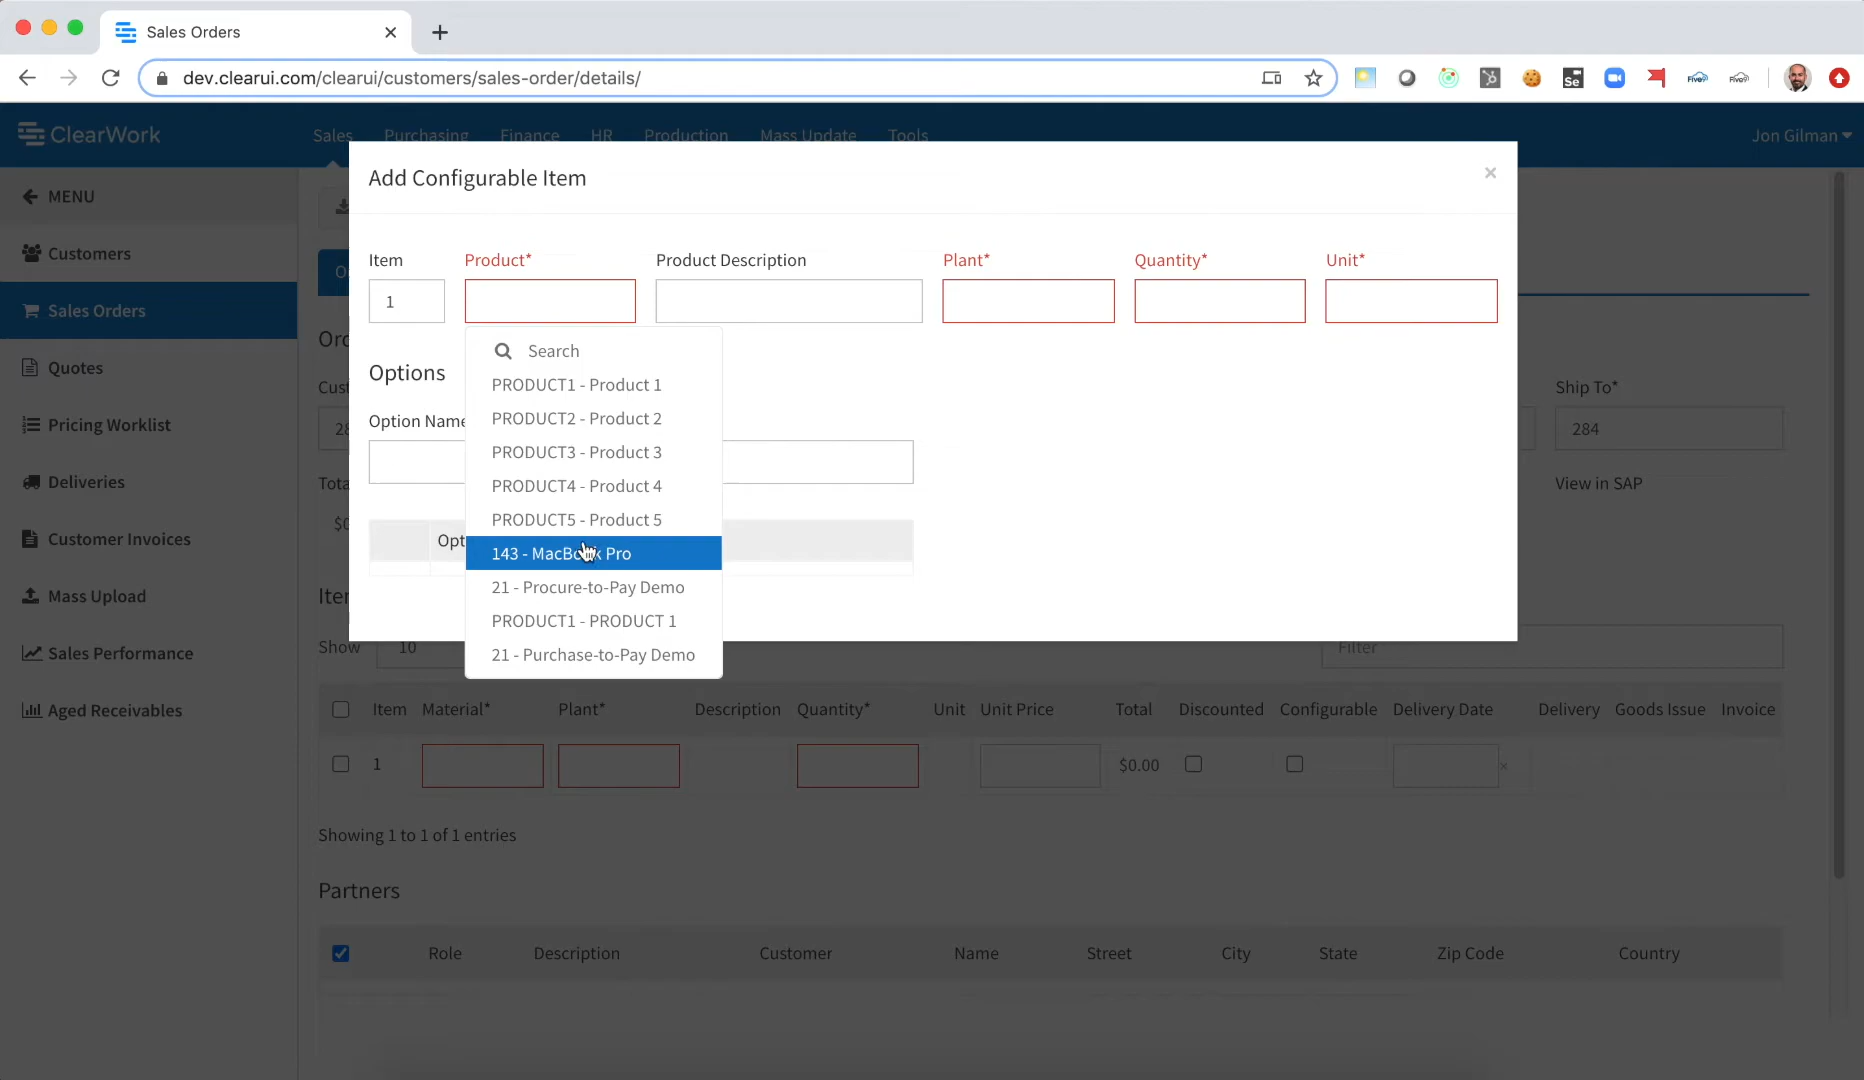 Sales Orders
dev.clearui.com/clearui/customers/sales-order/details/
ClearWork
Sales Purchasing Finance HR Production Mass Update Tools
Jon Gilman
MENU
Customers
Sales Orders
Quotes
Pricing Worklist
Deliveries
Customer Invoices
Mass Upload
Sales Performance
Aged Receivables
Add Configurable Item
×
Item Product* Product Description Plant* Quantity* Unit*
1
Search
PRODUCT1 - Product 1
PRODUCT2 - Product 2
PRODUCT3 - Product 3
PRODUCT4 - Product 4
PRODUCT5 - Product 5
143 - MacBook Pro
21 - Procure-to-Pay Demo
PRODUCT1 - PRODUCT 1
21 - Purchase-to-Pay Demo
Options
Option Name
Opt
Ship To*
284
View in SAP
Show 10
Filter
Item Material* Plant* Description Quantity* Unit Unit Price Total Discounted Configurable Delivery Date Delivery Goods Issue Invoice
1 $0.00 ×
Showing 1 to 1 of 1 entries
Partners
Role Description Customer Name Street City State Zip Code Country